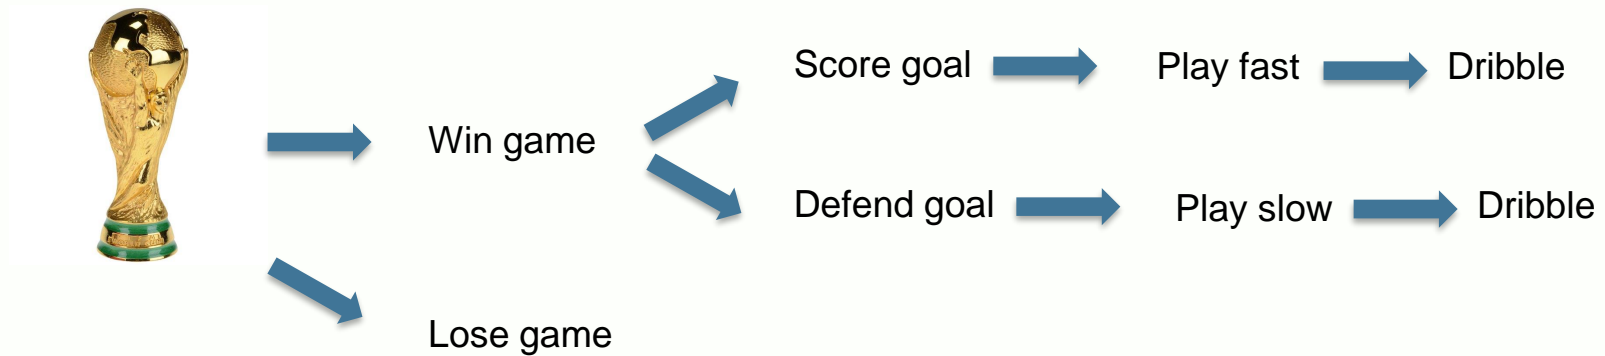 Score goal
Play fast
Dribble
Win game
Defend goal
Play slow
Dribble
Lose game